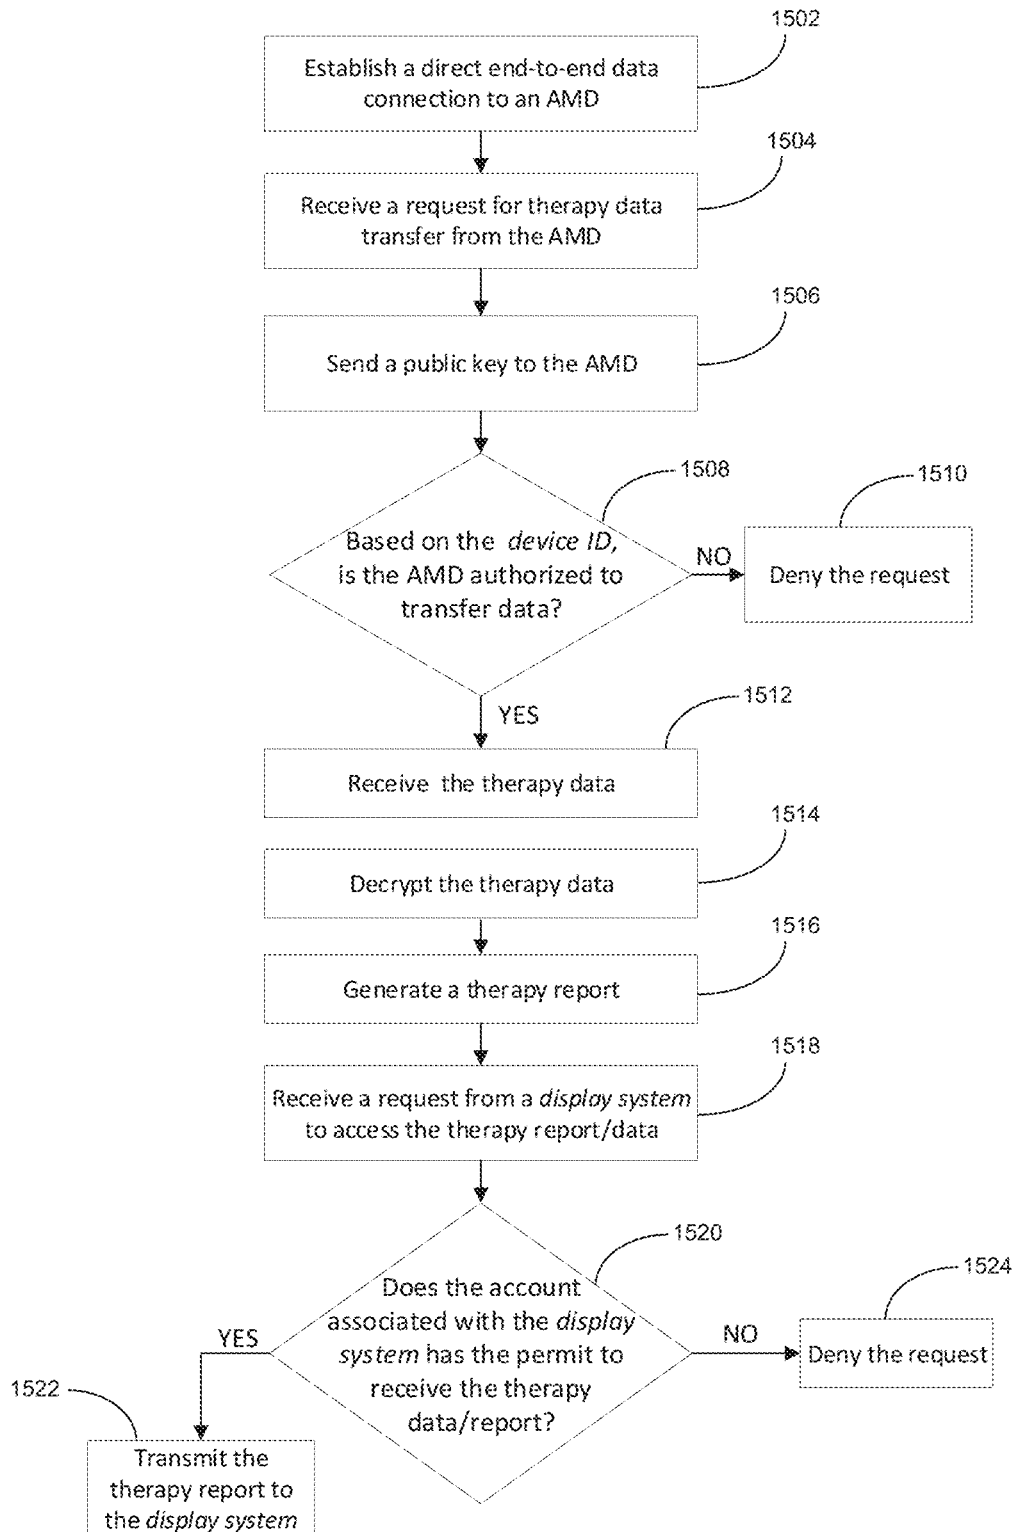 1502
Establish a direct end-to-end data
connection to an AMD
1504
Receive a request for therapy data
transfer from the AMD
1506
Send a public key to the AMD
1508
1510
Based on the device ID,
is the AMD authorized to
transfer data?
NO
Deny the request
YES
1512
Receive the therapy data
1514
Decrypt the therapy data
1516
Generate a therapy report
1518
Receive a request from a display system
to access the therapy report/data
1520
1524
Does the account
associated with the display
system has the permit to
receive the therapy
data/report?
YES
NO
Deny the request
1522
Transmit the
therapy report to
the display system